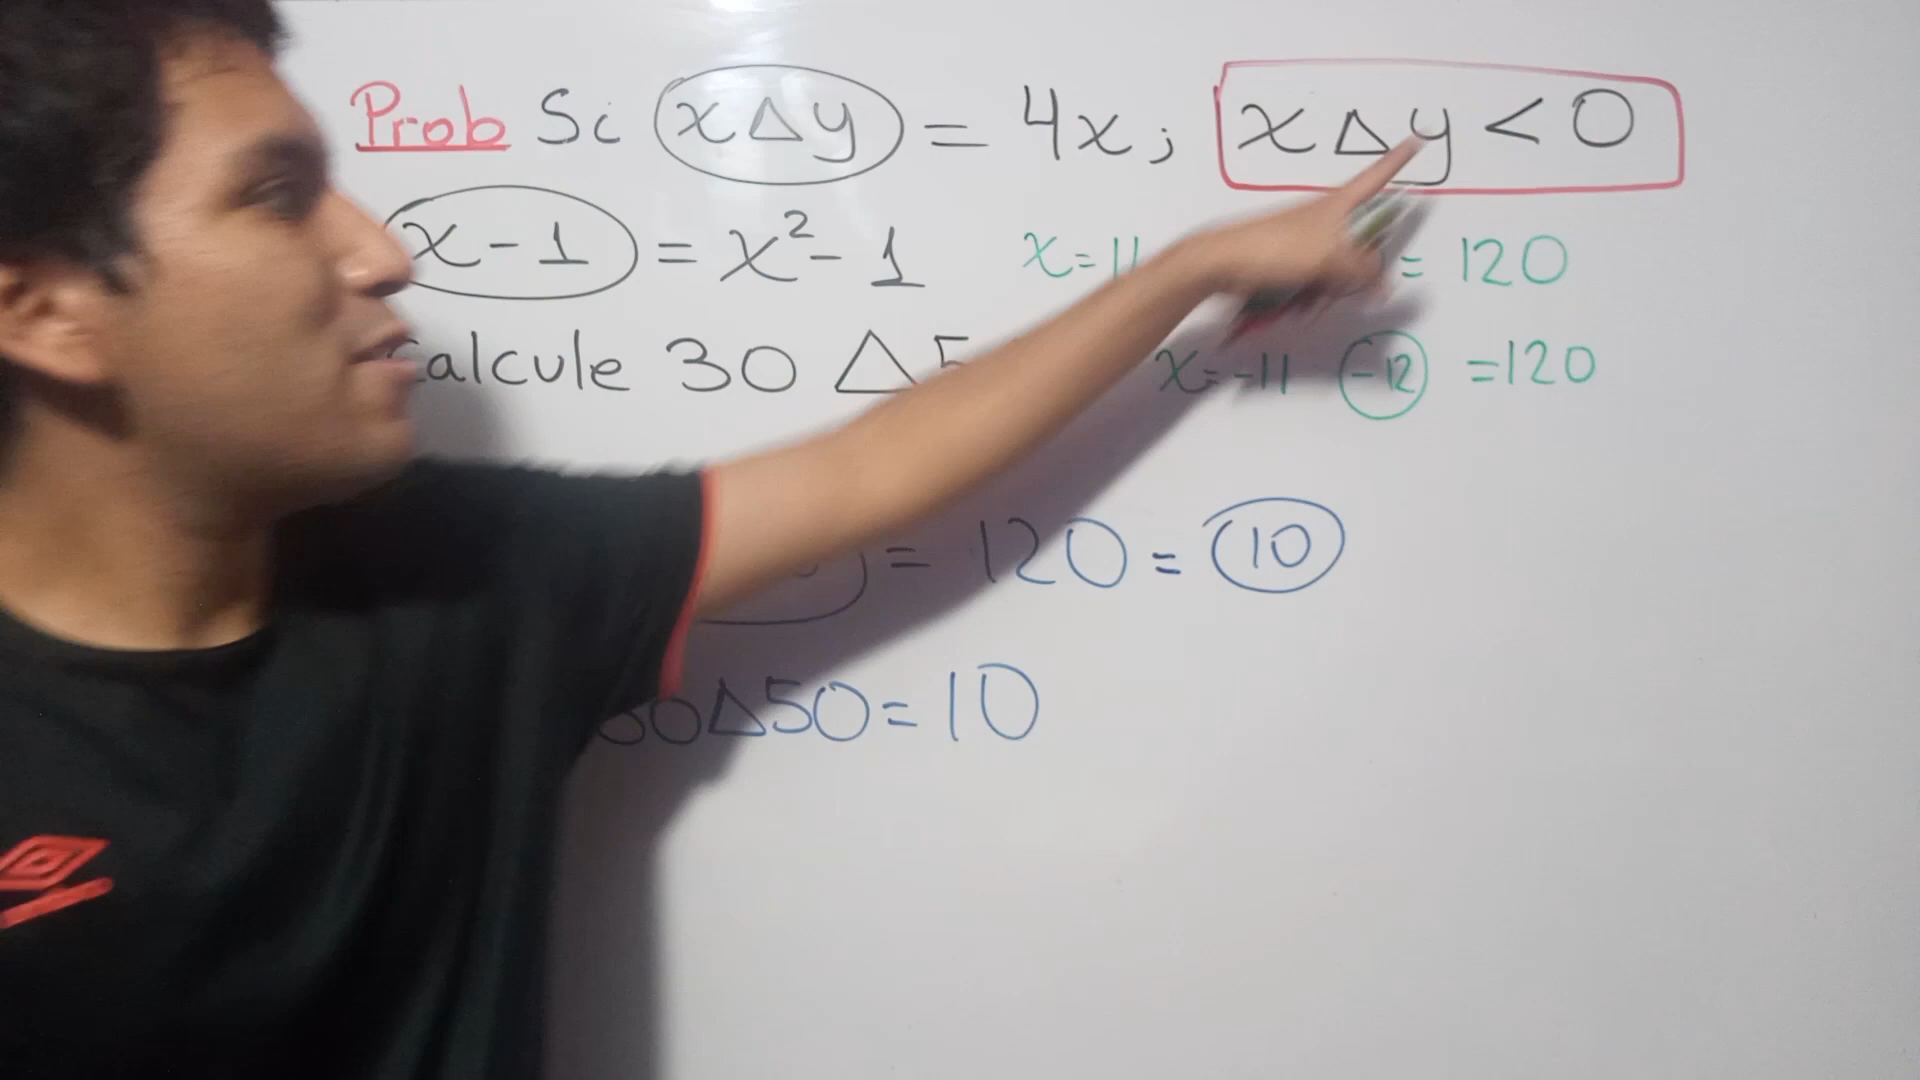 Prob Si x∆y = 4x; x∆y < 0
x - 1 = x² - 1 x = 11 = 120
Calcule 30 ∆ 5 x = -11 -12 = 120
= 120 = 10
∆50 = 10